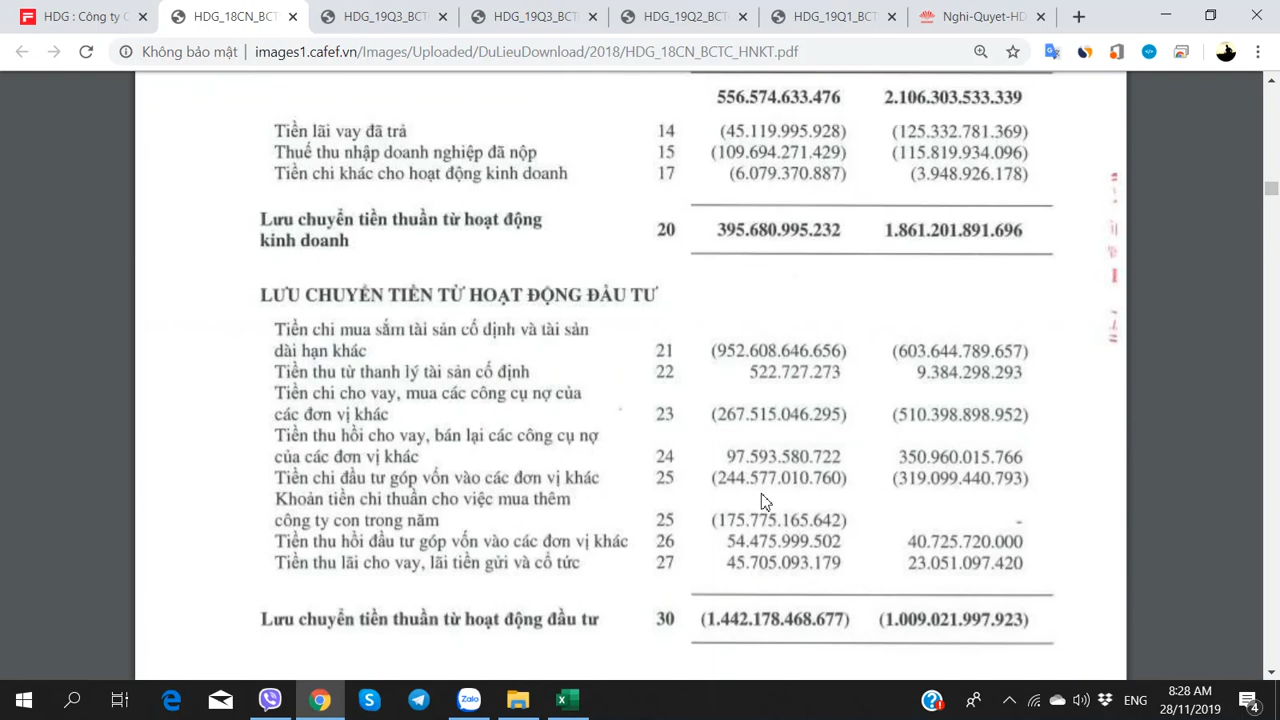 HDG : Công ty C
HDG_18CN_BCT
HDG_19Q3_BCT
HDG_19Q3_BCT
HDG_19Q2_BCT
HDG_19Q1_BCT
Nghi-Quyet-HD
Không bảo mật | images1.cafef.vn/Images/Uploaded/DuLieuDownload/2018/HDG_18CN_BCTC_HNKT.pdf
556.574.633.476 2.106.303.533.339
Tiền lãi vay đã trả 14 (45.119.995.928) (125.332.781.369)
Thuế thu nhập doanh nghiệp đã nộp 15 (109.694.271.429) (115.819.934.096)
Tiền chi khác cho hoạt động kinh doanh 17 (6.079.370.887) (3.948.926.178)
Lưu chuyển tiền thuần từ hoạt động
kinh doanh 20 395.680.995.232 1.861.201.891.696
LƯU CHUYỂN TIỀN TỪ HOẠT ĐỘNG ĐẦU TƯ
Tiền chi mua sắm tài sản cố định và tài sản
dài hạn khác 21 (952.608.646.656) (603.644.789.657)
Tiền thu từ thanh lý tài sản cố định 22 522.727.273 9.384.298.293
Tiền chi cho vay, mua các công cụ nợ của
các đơn vị khác 23 (267.515.046.295) (510.398.898.952)
Tiền thu hồi cho vay, bán lại các công cụ nợ
của các đơn vị khác 24 97.593.580.722 350.960.015.766
Tiền chi đầu tư góp vốn vào các đơn vị khác 25 (244.577.010.760) (319.099.440.793)
Khoản tiền chi thuần cho việc mua thêm
công ty con trong năm 25 (175.775.165.642) -
Tiền thu hồi đầu tư góp vốn vào các đơn vị khác 26 54.475.999.502 40.725.720.000
Tiền thu lãi cho vay, lãi tiền gửi và cổ tức 27 45.705.093.179 23.051.097.420
Lưu chuyển tiền thuần từ hoạt động đầu tư 30 (1.442.178.468.677) (1.009.021.997.923)
Zalo
ENG
8:28 AM
28/11/2019
4